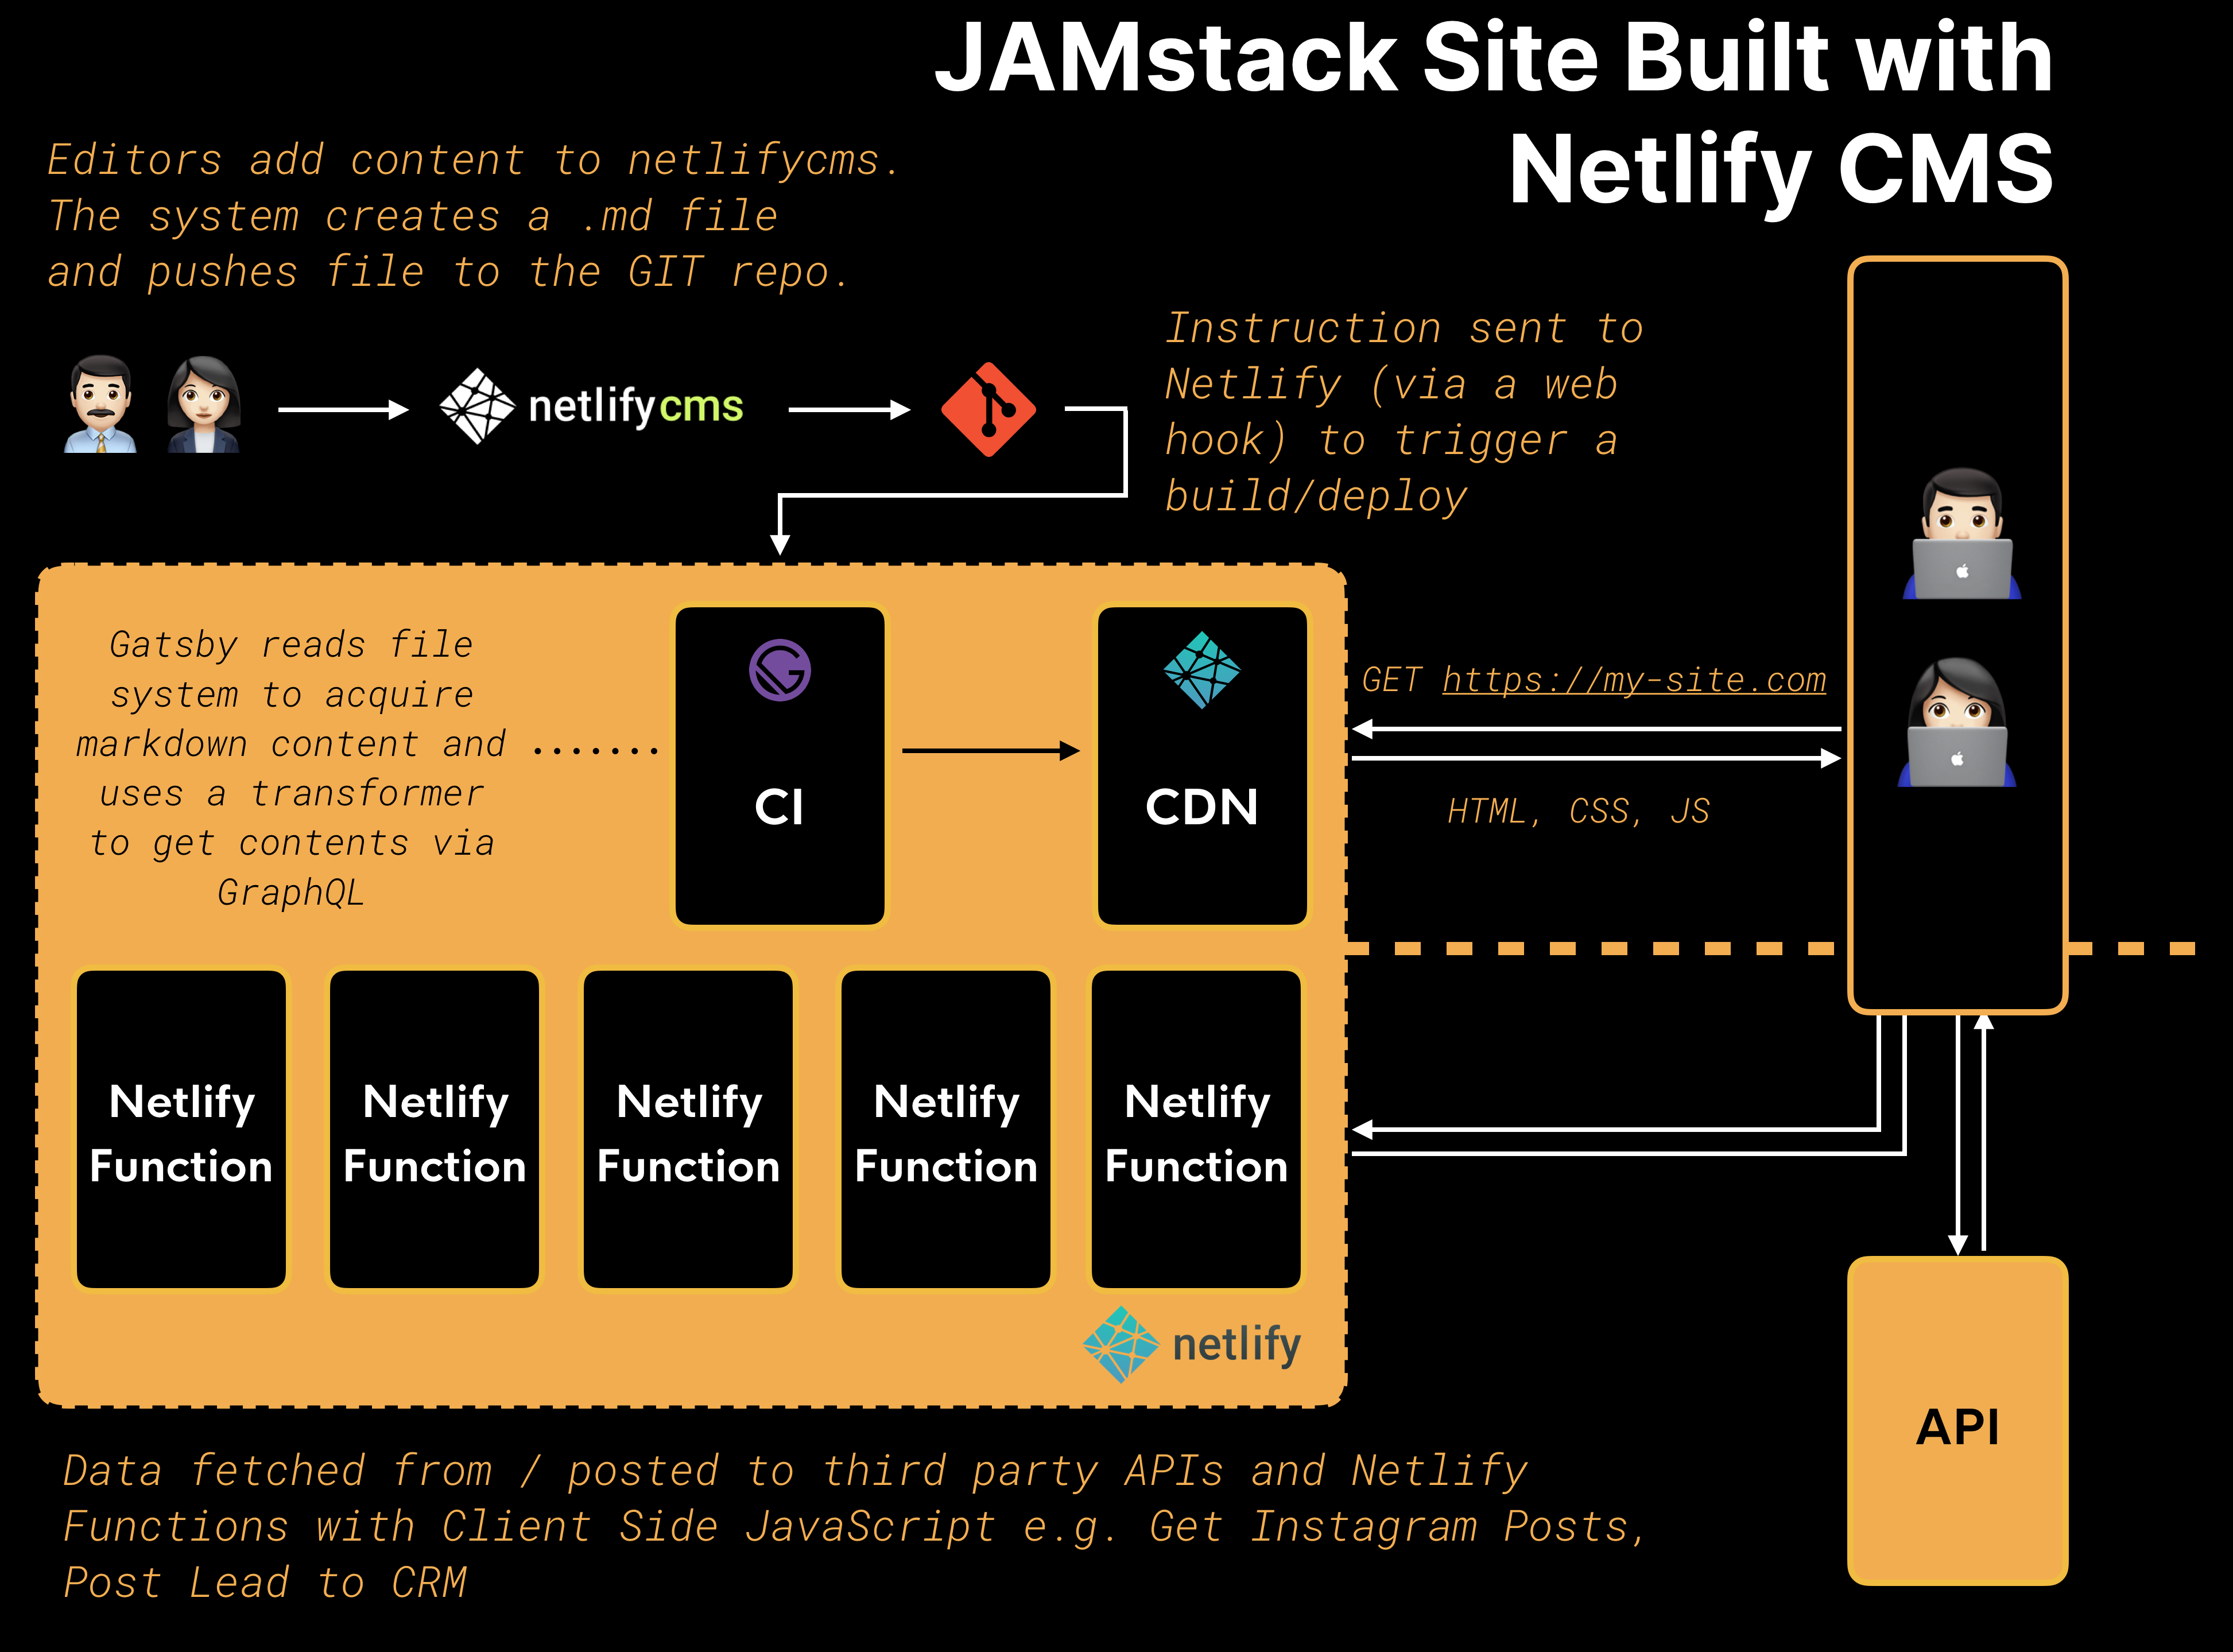 JAMstack Site Built with
Netlify CMS
Editors add content to netlifycms.
The system creates a .md file
and pushes file to the GIT repo.
netlifycms
Instruction sent to
Netlify (via a web
hook) to trigger a
build/deploy
Gatsby reads file
system to acquire
markdown content and
uses a transformer
to get contents via
GraphQL
CI
CDN
GET https://my-site.com
HTML, CSS, JS
Netlify
Function
Netlify
Function
Netlify
Function
Netlify
Function
Netlify
Function
netlify
API
Data fetched from / posted to third party APIs and Netlify
Functions with Client Side JavaScript e.g. Get Instagram Posts,
Post Lead to CRM